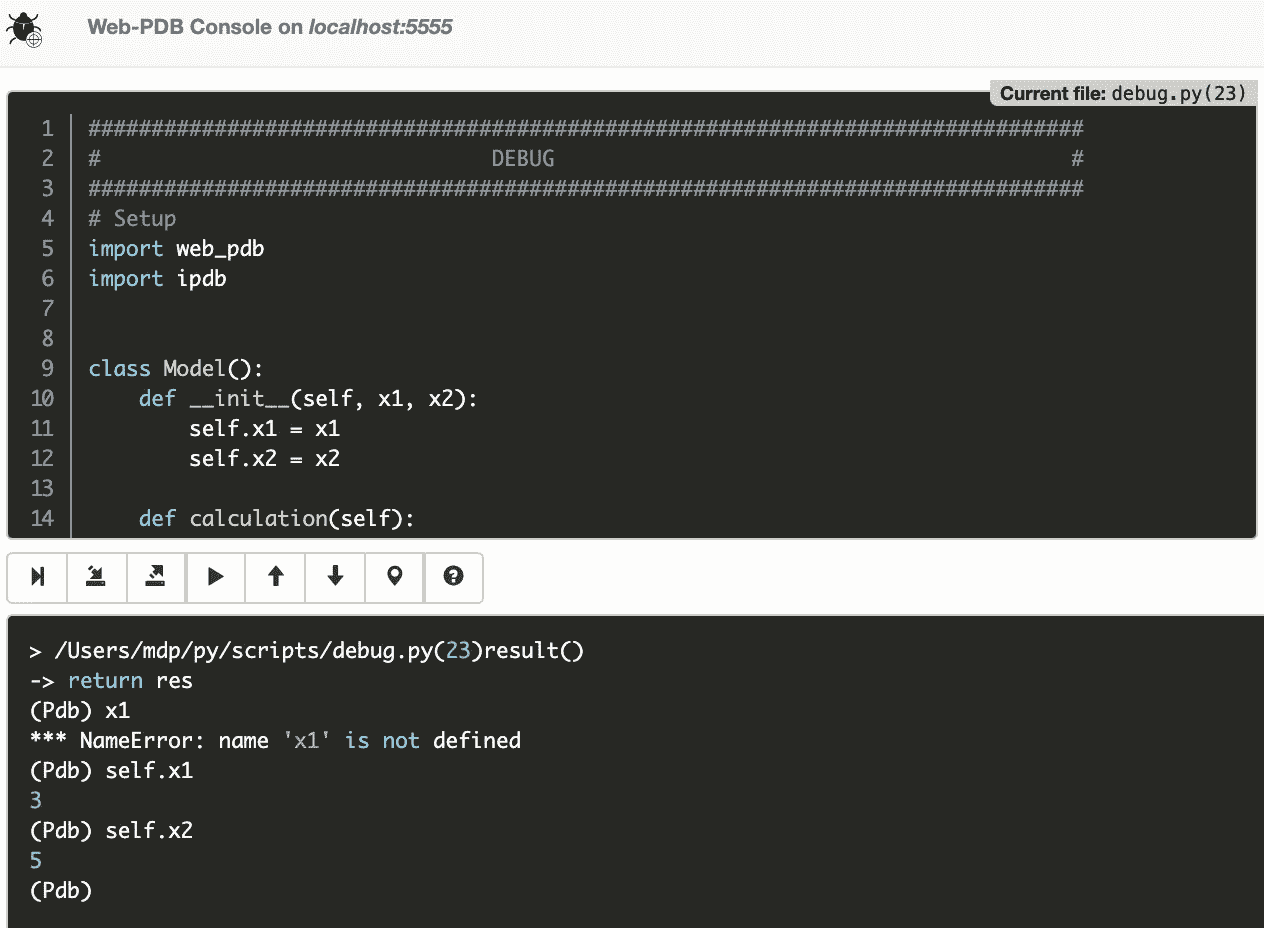 Web-PDB Console on localhost:5555
Current file: debug.py(23)
1 ###############################################################################
2 #                               DEBUG                                         #
3 ###############################################################################
4 # Setup
5 import web_pdb
6 import ipdb
7
8
9 class Model():
10     def __init__(self, x1, x2):
11         self.x1 = x1
12         self.x2 = x2
13
14     def calculation(self):
> /Users/mdp/py/scripts/debug.py(23)result()
-> return res
(Pdb) x1
*** NameError: name 'x1' is not defined
(Pdb) self.x1
3
(Pdb) self.x2
5
(Pdb)